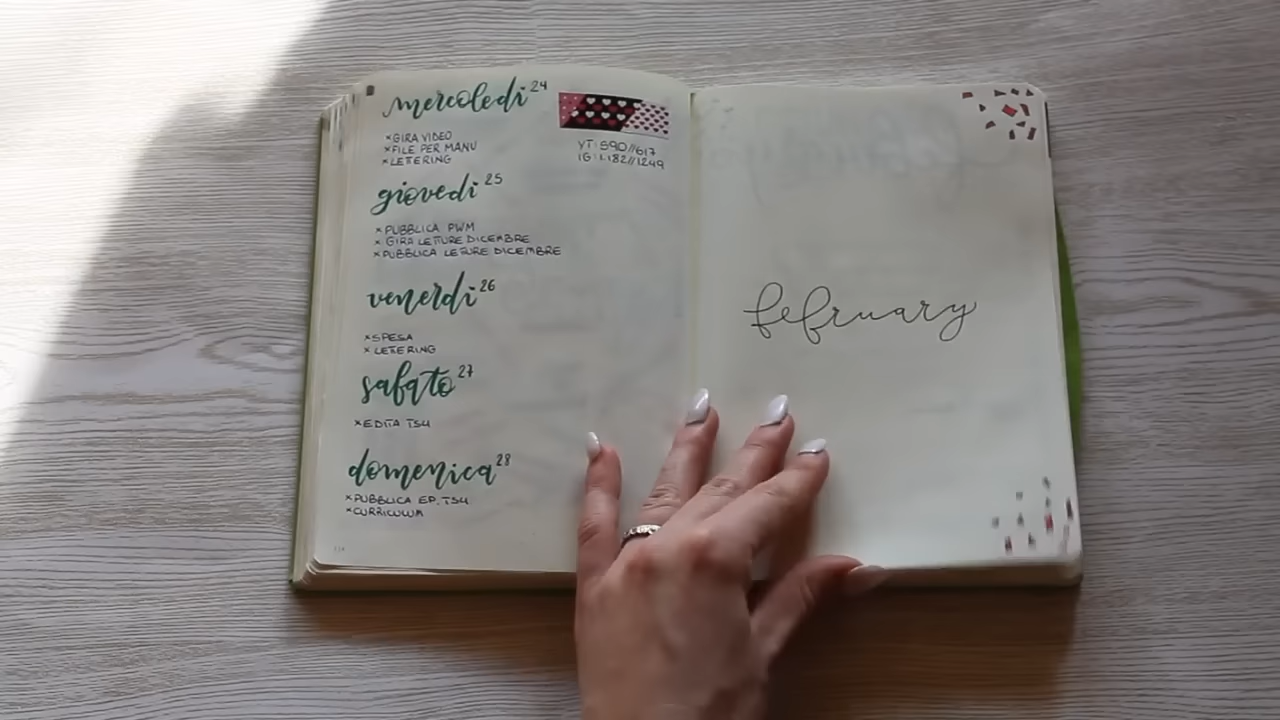 mercoledì 24
×GIRA VIDEO
×FILE PER MANU
×LETTERING
YT: 590//617
IG: 1.182//1249
giovedì 25
×PUBBLICA PWM
×GIRA LETTURE DICEMBRE
×PUBBLICA LETTURE DICEMBRE
venerdì 26
×SPESA
×LETTERING
sabato 27
×EDITA TSU
domenica 28
×PUBBLICA EP. TSU
×CURRICULUM
february